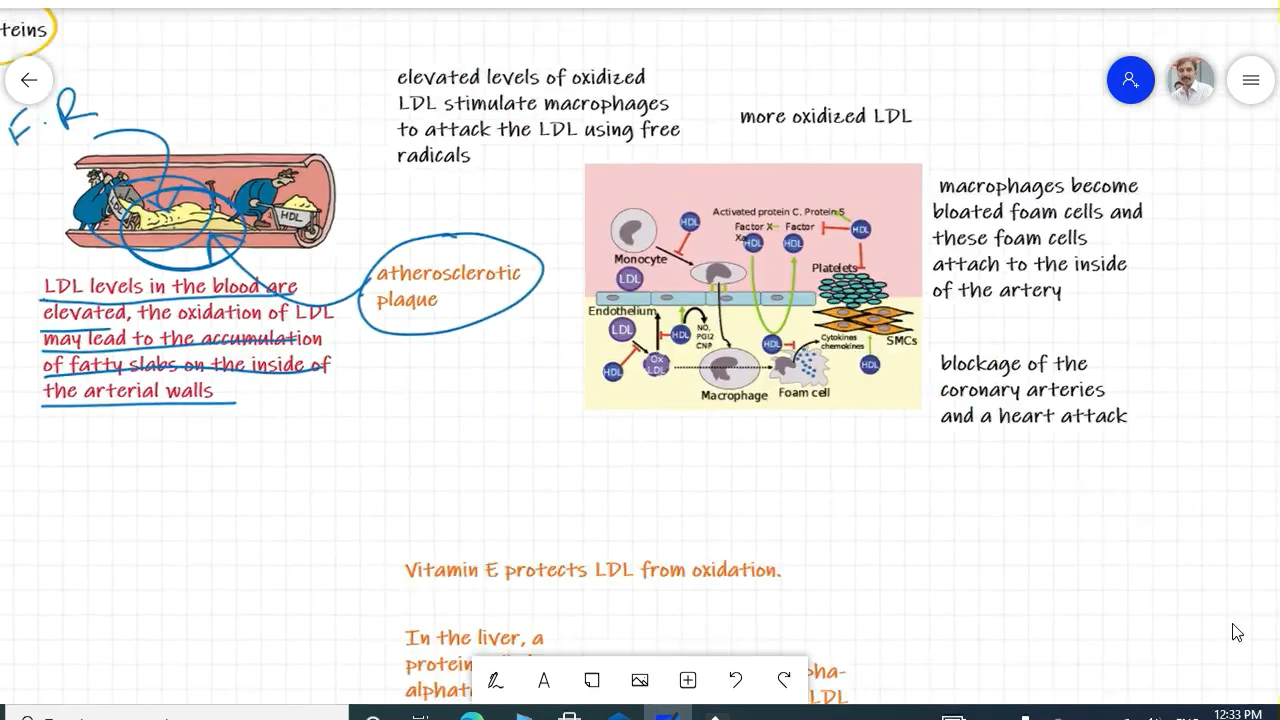 teins
F.R
LDL
HDL
LDL levels in the blood are
elevated, the oxidation of LDL
may lead to the accumulation
of fatty slabs on the inside of
the arterial walls
atherosclerotic
plaque
elevated levels of oxidized
LDL stimulate macrophages
to attack the LDL using free
radicals
more oxidized LDL
Activated protein C, Protein S
HDL
Factor X
Factor
HDL
Xa
HDL
HDL
Monocyte
LDL
Platelets
Endothelium
LDL
HDL
NO,
PGI2
CNP
HDL
Cytokines
chemokines
SMCs
Ox
LDL
HDL
HDL
Macrophage
Foam cell
macrophages become
bloated foam cells and
these foam cells
attach to the inside
of the artery
blockage of the
coronary arteries
and a heart attack
Vitamin E protects LDL from oxidation.
In the liver, a
protein
LDL
12:33 PM